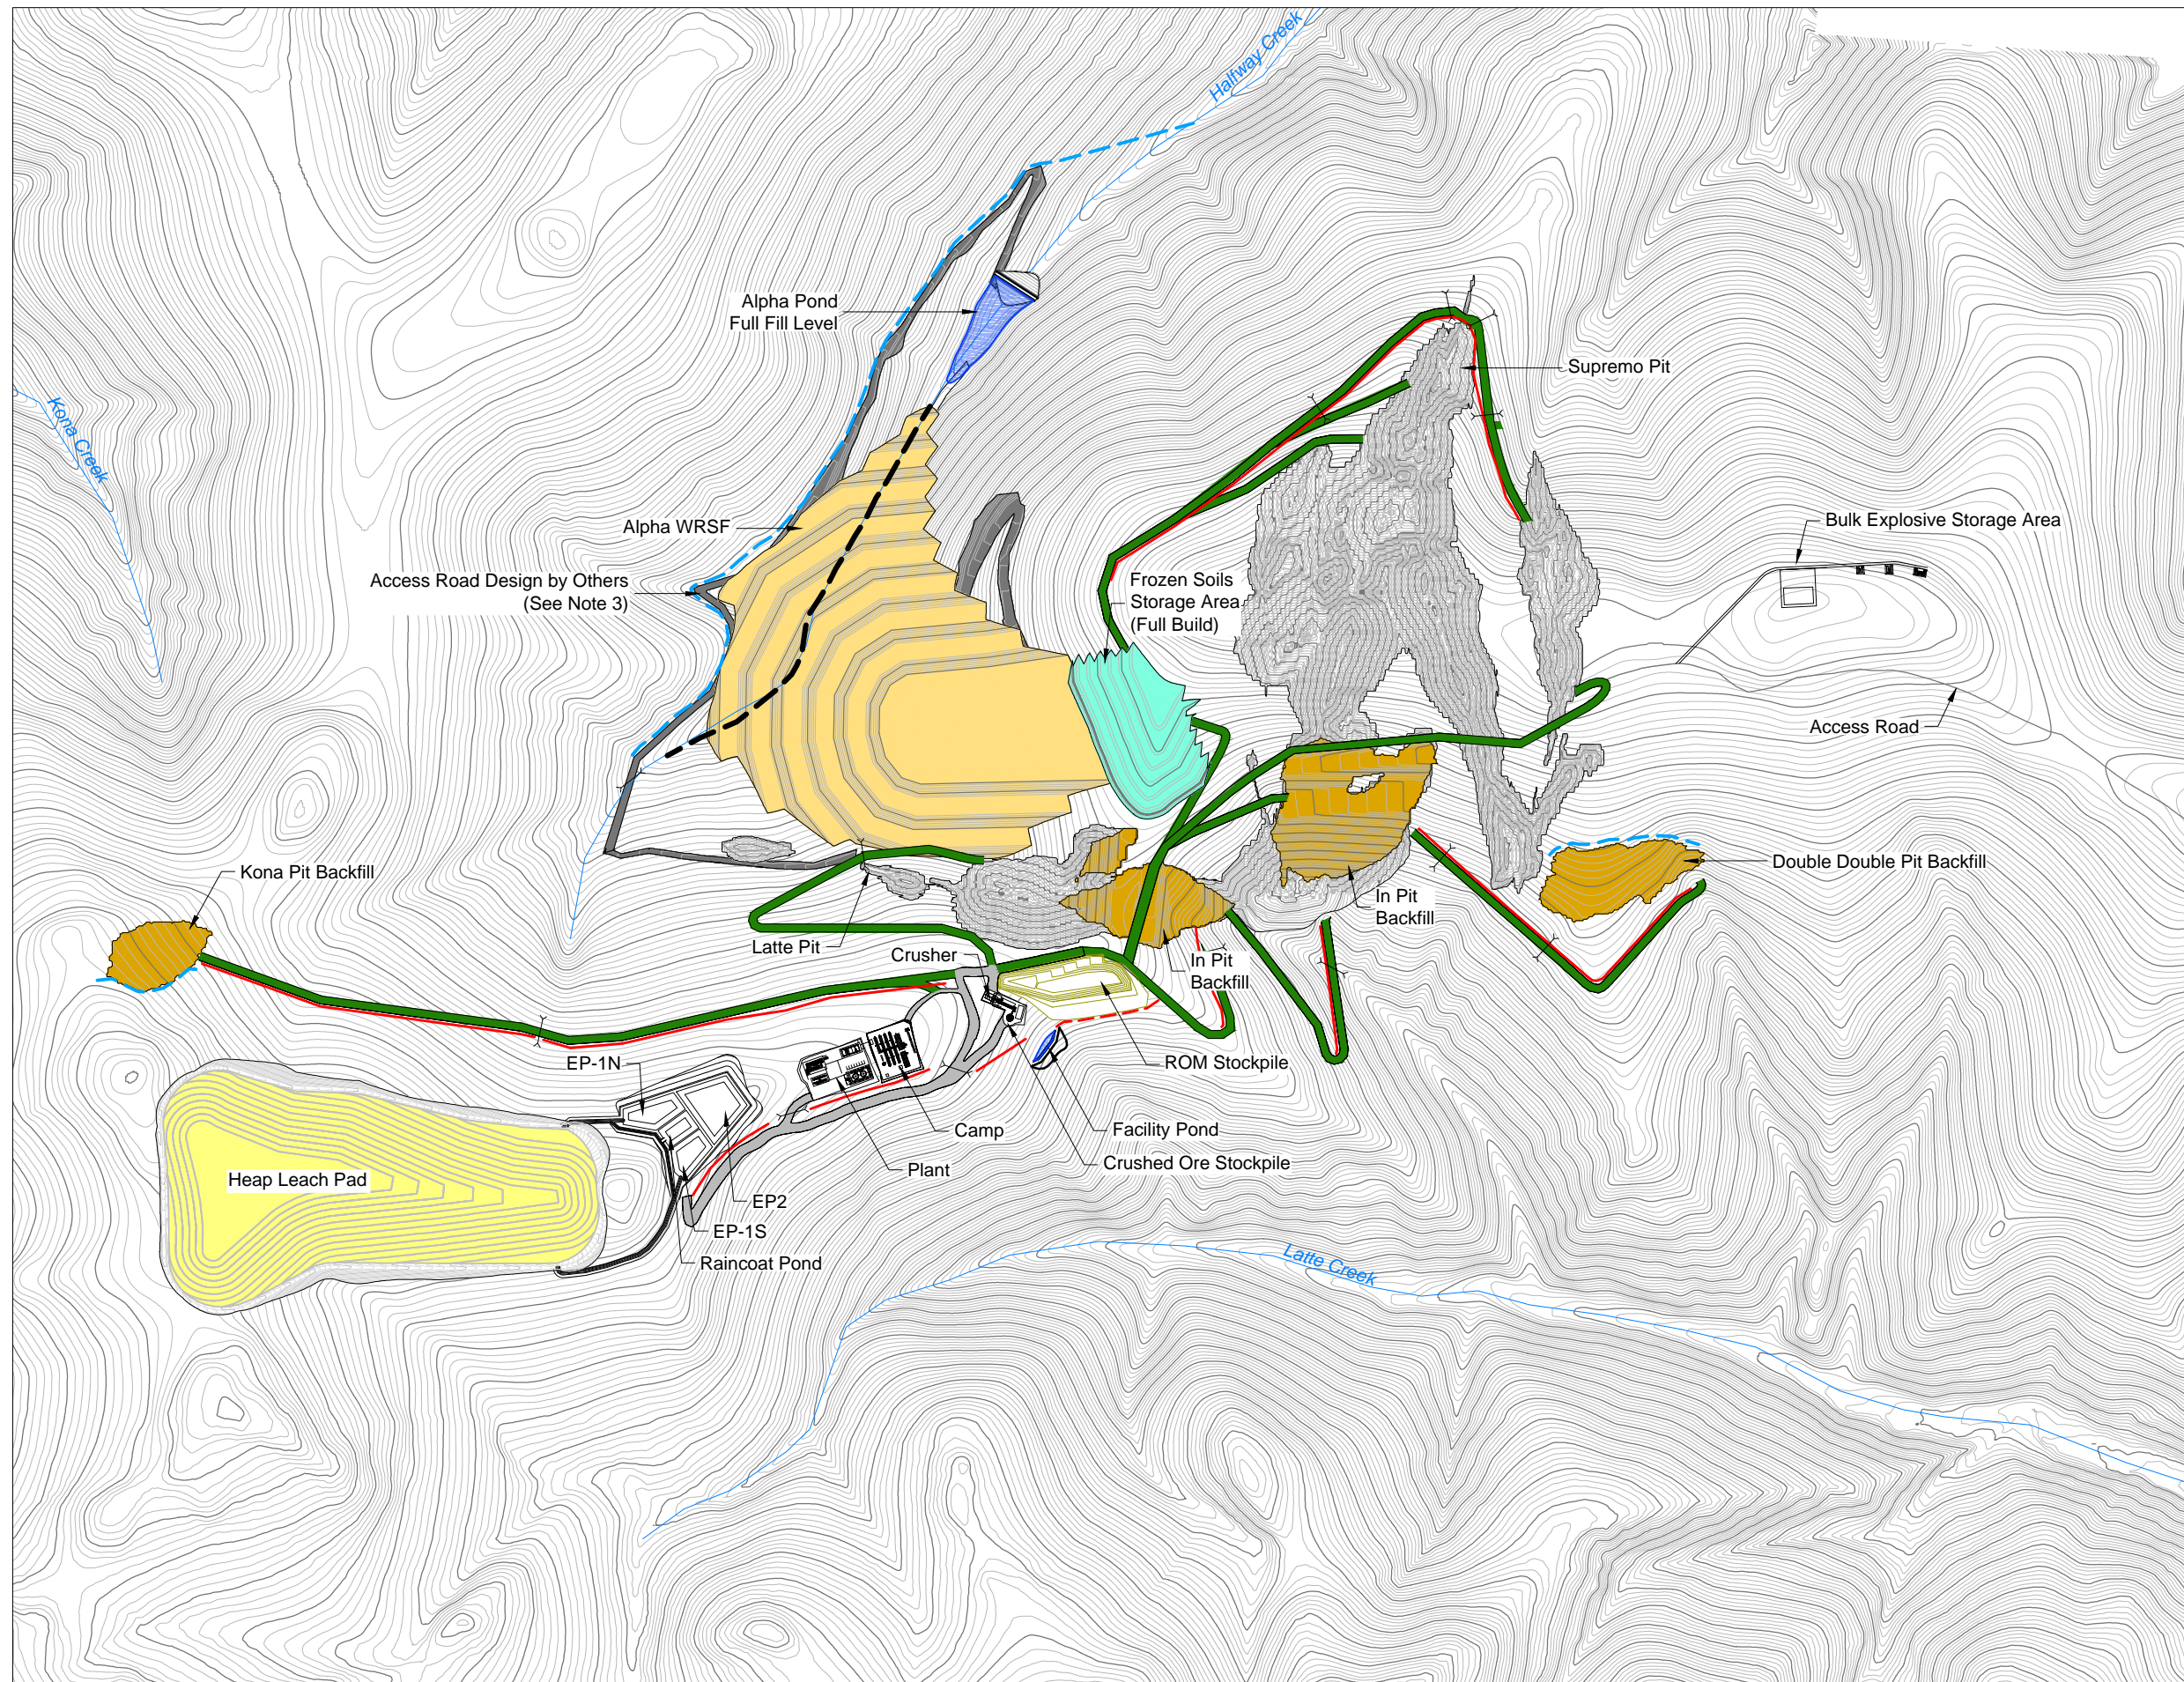 Halfway Creek
Alpha Pond
Full Fill Level
Supremo Pit
Kona Creek
Alpha WRSF
Bulk Explosive Storage Area
Access Road Design by Others
(See Note 3)
Frozen Soils
Storage Area
(Full Build)
Access Road
Kona Pit Backfill
Double Double Pit Backfill
In Pit
Backfill
Latte Pit
Crusher
In Pit
Backfill
EP-1N
ROM Stockpile
Camp
Facility Pond
Plant
Crushed Ore Stockpile
Heap Leach Pad
EP2
EP-1S
Raincoat Pond
Latte Creek